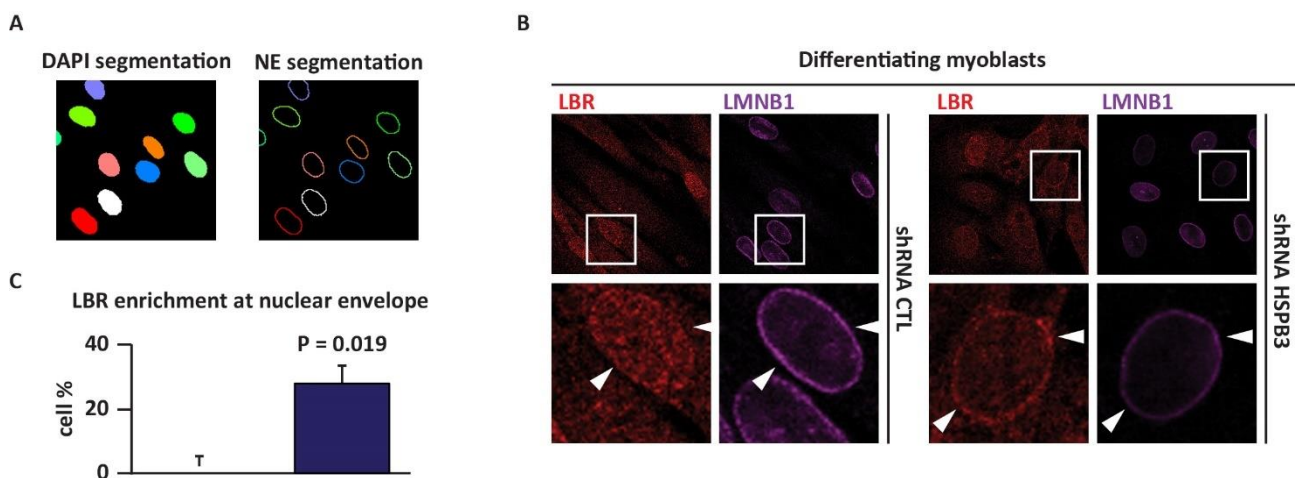 A
DAPI segmentation
NE segmentation
B
Differentiating myoblasts
LBR
LMNB1
shRNA CTL
LBR
LMNB1
shRNA HSPB3
C
LBR enrichment at nuclear envelope
P = 0.019
cell %
40
20
0